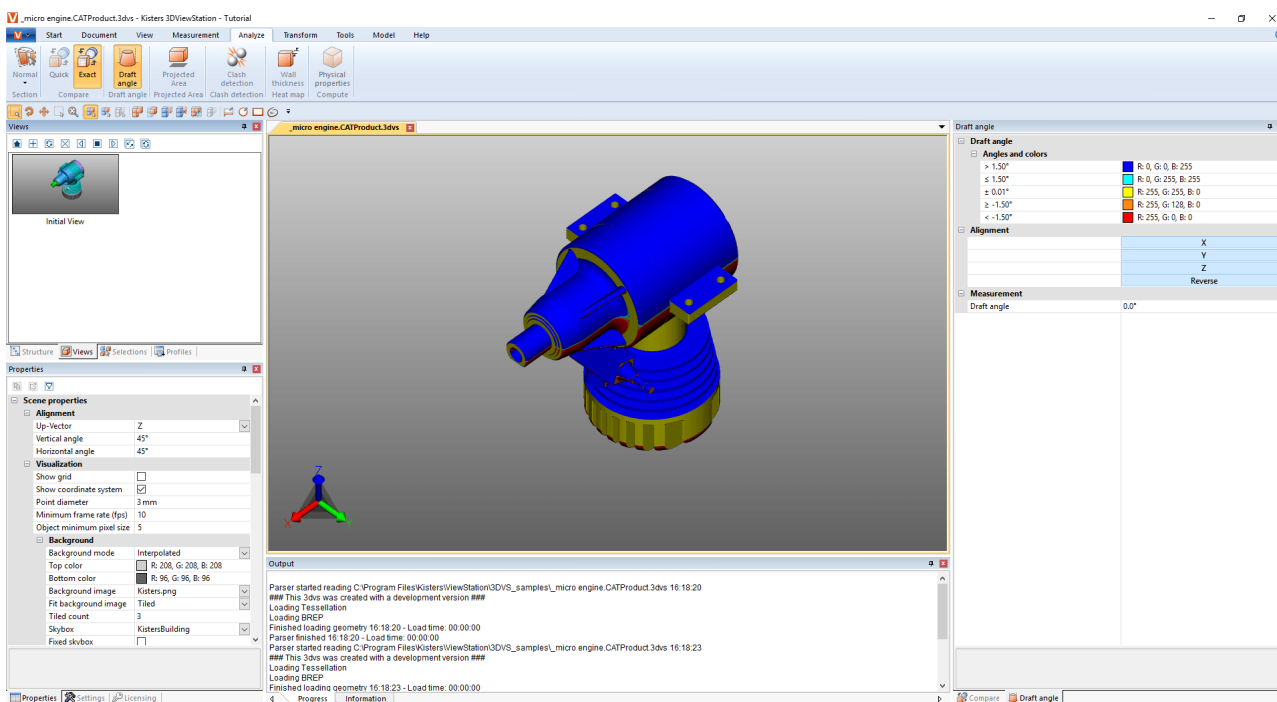 _micro engine.CATProduct.3dvs - Kisters 3DViewStation - Tutorial
V Start Document View Measurement Analyze Transform Tools Model Help
Normal Quick Exact Draft angle Projected Area Clash detection Wall thickness Physical properties
Section Compare Draft angle Projected Area Clash detection Heat map Compute
Views
Initial View
Structure Views Selections Profiles
Properties
Scene properties
Alignment
Up-Vector Z
Vertical angle 45°
Horizontal angle 45°
Visualization
Show grid
Show coordinate system
Point diameter 3 mm
Minimum frame rate (fps) 10
Object minimum pixel size 5
Background
Background mode Interpolated
Top color R: 208, G: 208, B: 208
Bottom color R: 96, G: 96, B: 96
Background image Kisters.png
Fit background image Tiled
Tiled count 3
Skybox KistersBuilding
Fixed skybox
Properties Settings Licensing
_micro engine.CATProduct.3dvs
Z
X
Output
Parser started reading C:\Program Files\Kisters\ViewStation\3DVS_samples\_micro engine.CATProduct.3dvs 16:18:20
### This 3dvs was created with a development version ###
Loading Tessellation
Loading BREP
Finished loading geometry 16:18:20 - Load time: 00:00:00
Parser finished 16:18:20 - Load time: 00:00:00
Parser started reading C:\Program Files\Kisters\ViewStation\3DVS_samples\_micro engine.CATProduct.3dvs 16:18:23
### This 3dvs was created with a development version ###
Loading Tessellation
Loading BREP
Finished loading geometry 16:18:23 - Load time: 00:00:00
Progress Information
Draft angle
Draft angle
Angles and colors
> 1.50° R: 0, G: 0, B: 255
≤ 1.50° R: 0, G: 255, B: 255
± 0.01° R: 255, G: 255, B: 0
≥ -1.50° R: 255, G: 128, B: 0
< -1.50° R: 255, G: 0, B: 0
Alignment
X
Y
Z
Reverse
Measurement
Draft angle 0.0°
Compare Draft angle